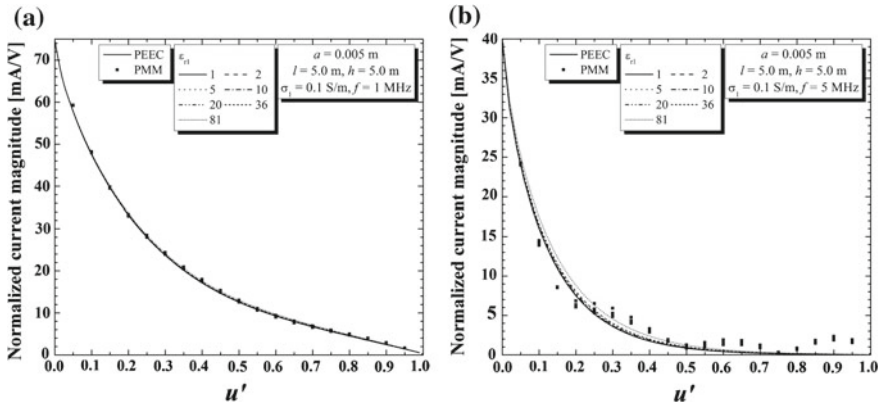 (a)
Normalized current magnitude [mA/V]
70
60
50
40
30
20
10
0
PEEC
PMM
ε_r1
1 2
5 10
20 36
81
a = 0.005 m
l = 5.0 m, h = 5.0 m
σ₁ = 0.1 S/m, f = 1 MHz
0.0 0.1 0.2 0.3 0.4 0.5 0.6 0.7 0.8 0.9 1.0
u'
(b)
Normalized current magnitude [mA/V]
40
35
30
25
20
15
10
5
0
PEEC
PMM
ε_r1
1 2
5 10
20 36
81
a = 0.005 m
l = 5.0 m, h = 5.0 m
σ₁ = 0.1 S/m, f = 5 MHz
0.0 0.1 0.2 0.3 0.4 0.5 0.6 0.7 0.8 0.9 1.0
u'